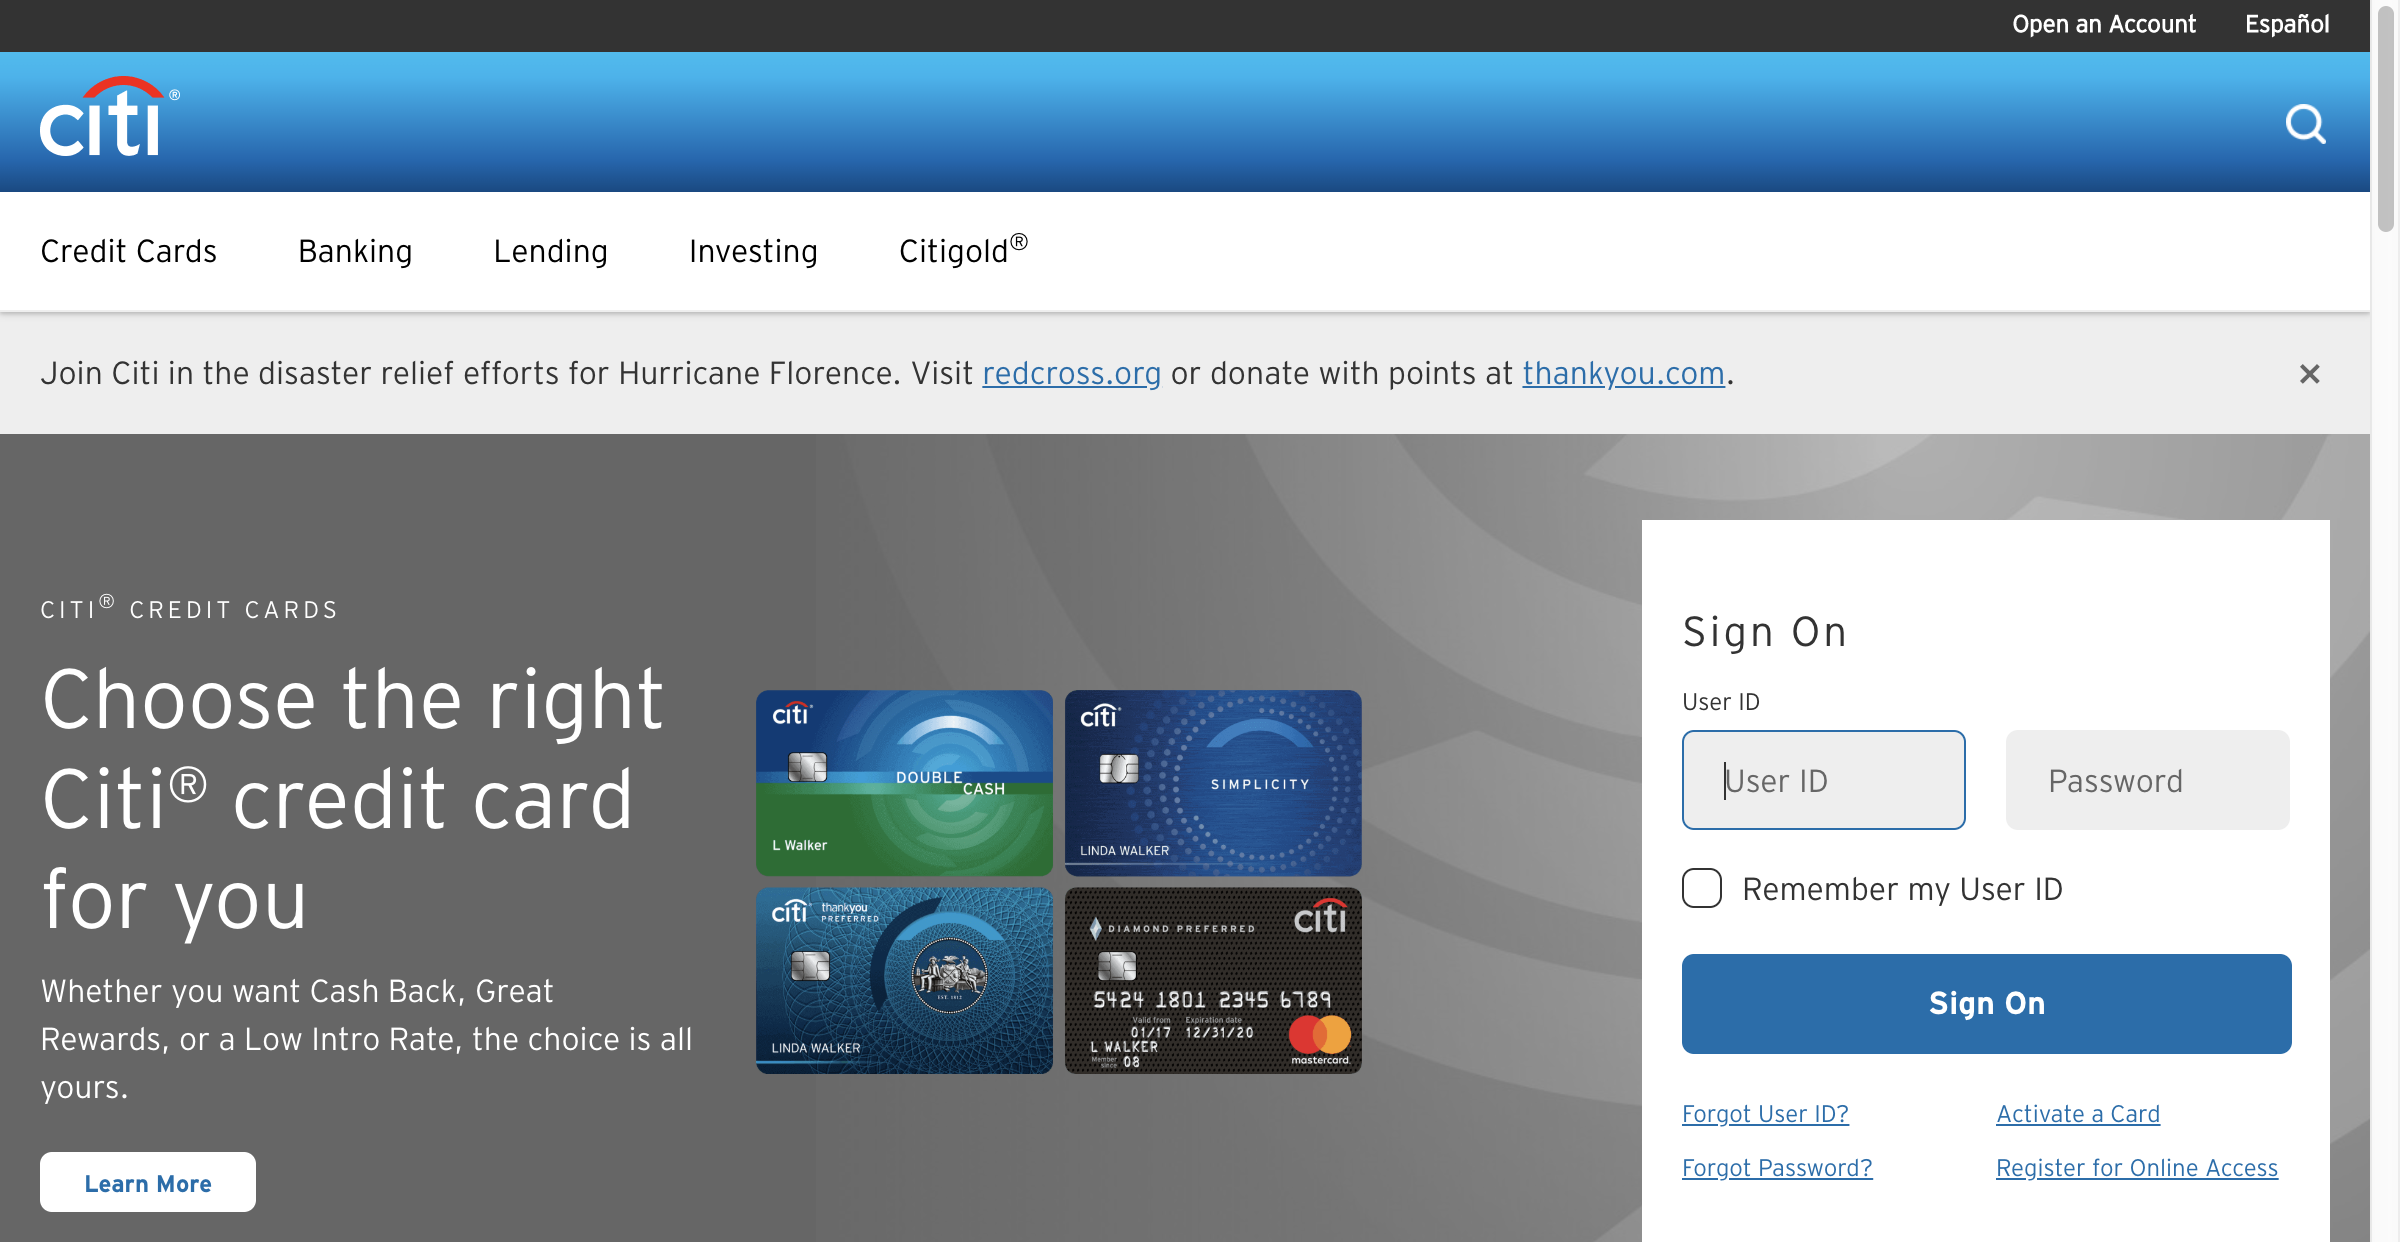 Open an Account Español
citi®
Credit Cards Banking Lending Investing Citigold®
Join Citi in the disaster relief efforts for Hurricane Florence. Visit redcross.org or donate with points at thankyou.com.
CITI® CREDIT CARDS
Choose the right
Citi® credit card
for you
Whether you want Cash Back, Great
Rewards, or a Low Intro Rate, the choice is all
yours.
Learn More
citi
DOUBLE
CASH
L Walker
citi
SIMPLICITY
LINDA WALKER
citi thankyou
PREFERRED
EST. 1812
LINDA WALKER
citi
DIAMOND PREFERRED
5424 1801 2345 6789
Valid from Expiration date
01/17 12/31/20
L WALKER
Member
since 08
mastercard
Sign On
User ID
User ID Password
Remember my User ID
Sign On
Forgot User ID? Activate a Card
Forgot Password? Register for Online Access